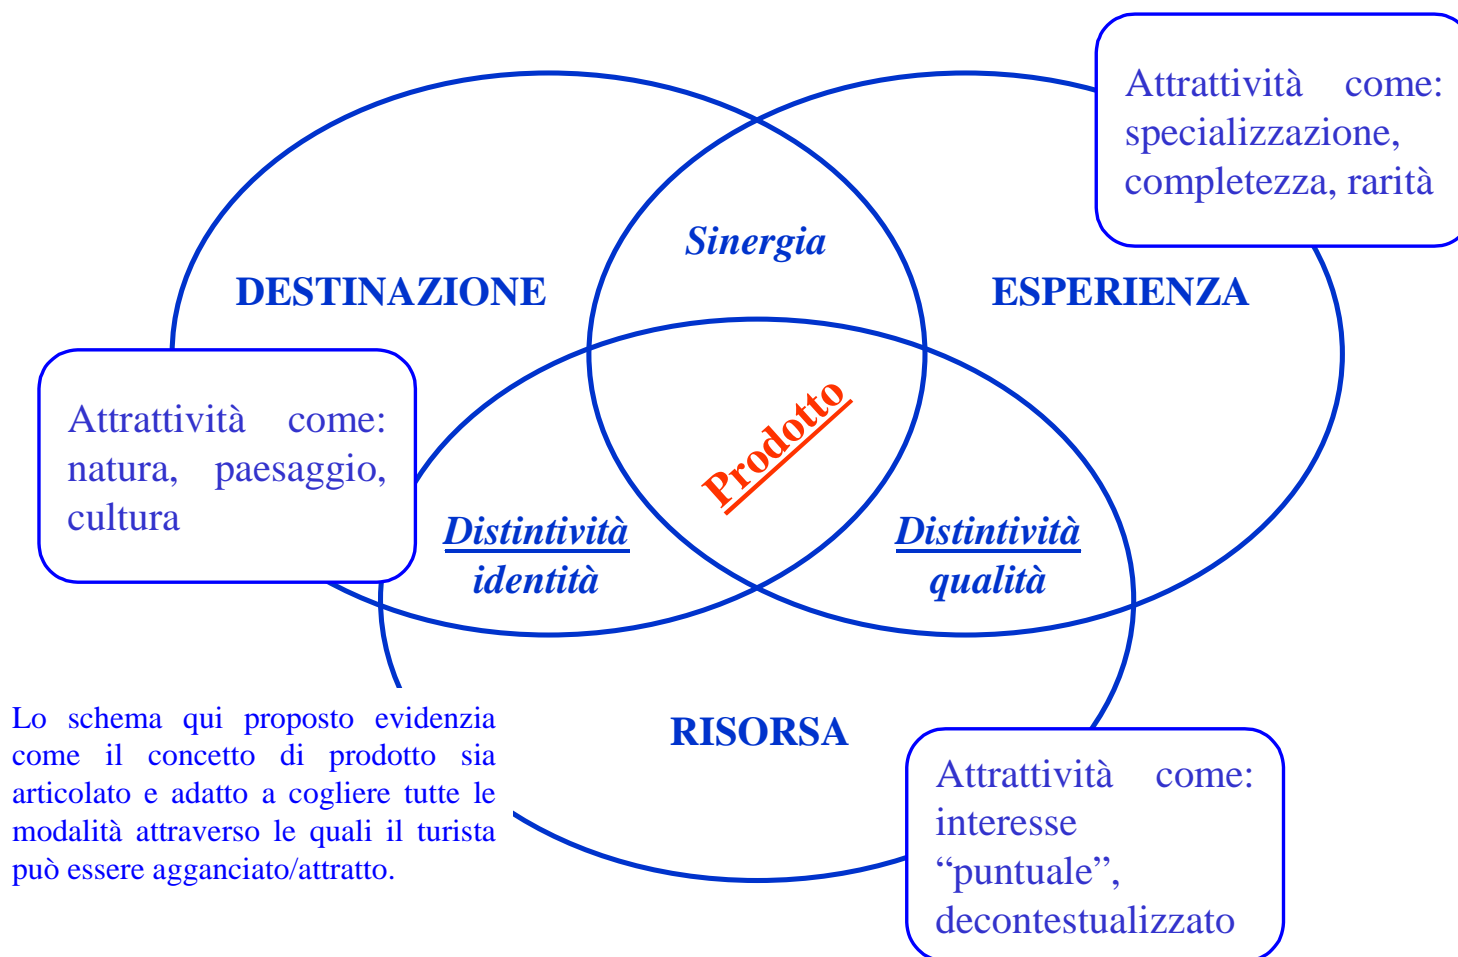 Attrattività come:
specializzazione,
completezza, rarità
Sinergia
DESTINAZIONE
ESPERIENZA
Attrattività come:
natura, paesaggio,
cultura
Prodotto
Distintività
identità
Distintività
qualità
RISORSA
Lo schema qui proposto evidenzia
come il concetto di prodotto sia
articolato e adatto a cogliere tutte le
modalità attraverso le quali il turista
può essere agganciato/attratto.
Attrattività come:
interesse
“puntuale”,
decontestualizzato